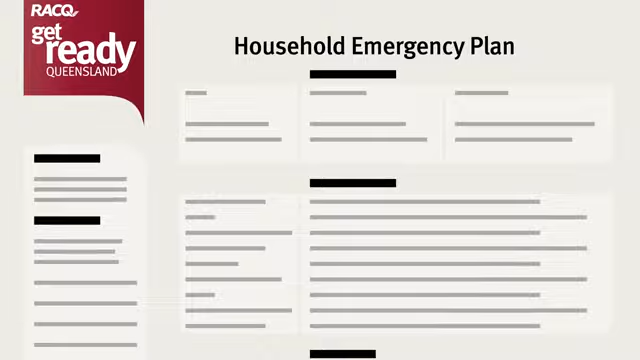 RACQ
get
ready
QUEENSLAND
Household Emergency Plan